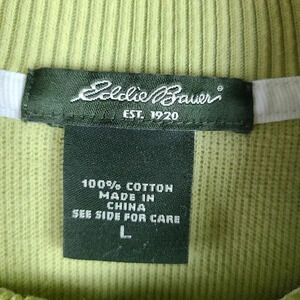 Eddie Bauer
EST. 1920
100% COTTON
MADE IN
CHINA
SEE SIDE FOR CARE
L